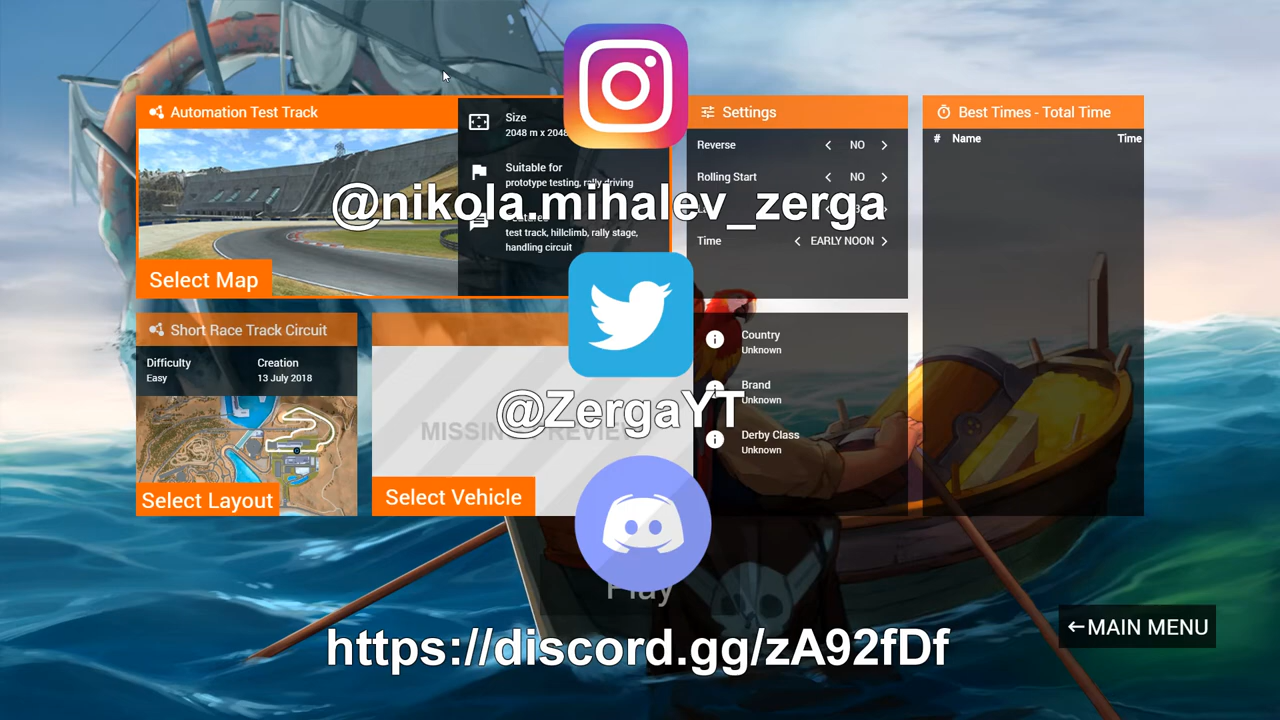 Automation Test Track
Size
2048 m x 2048
Suitable for
prototype testing, rally driving
Features
test track, hillclimb, rally stage,
handling circuit
Select Map
@nikola.mihalev_zerga
Settings
Reverse
NO
Rolling Start
NO
Time
EARLY NOON
Best Times - Total Time
# Name Time
Short Race Track Circuit
Difficulty
Easy
Creation
13 July 2018
Select Layout
MISSING PREVIEW
Select Vehicle
@ZergaYT
Country
Unknown
Brand
Unknown
Derby Class
Unknown
Play
https://discord.gg/zA92fDf
←MAIN MENU